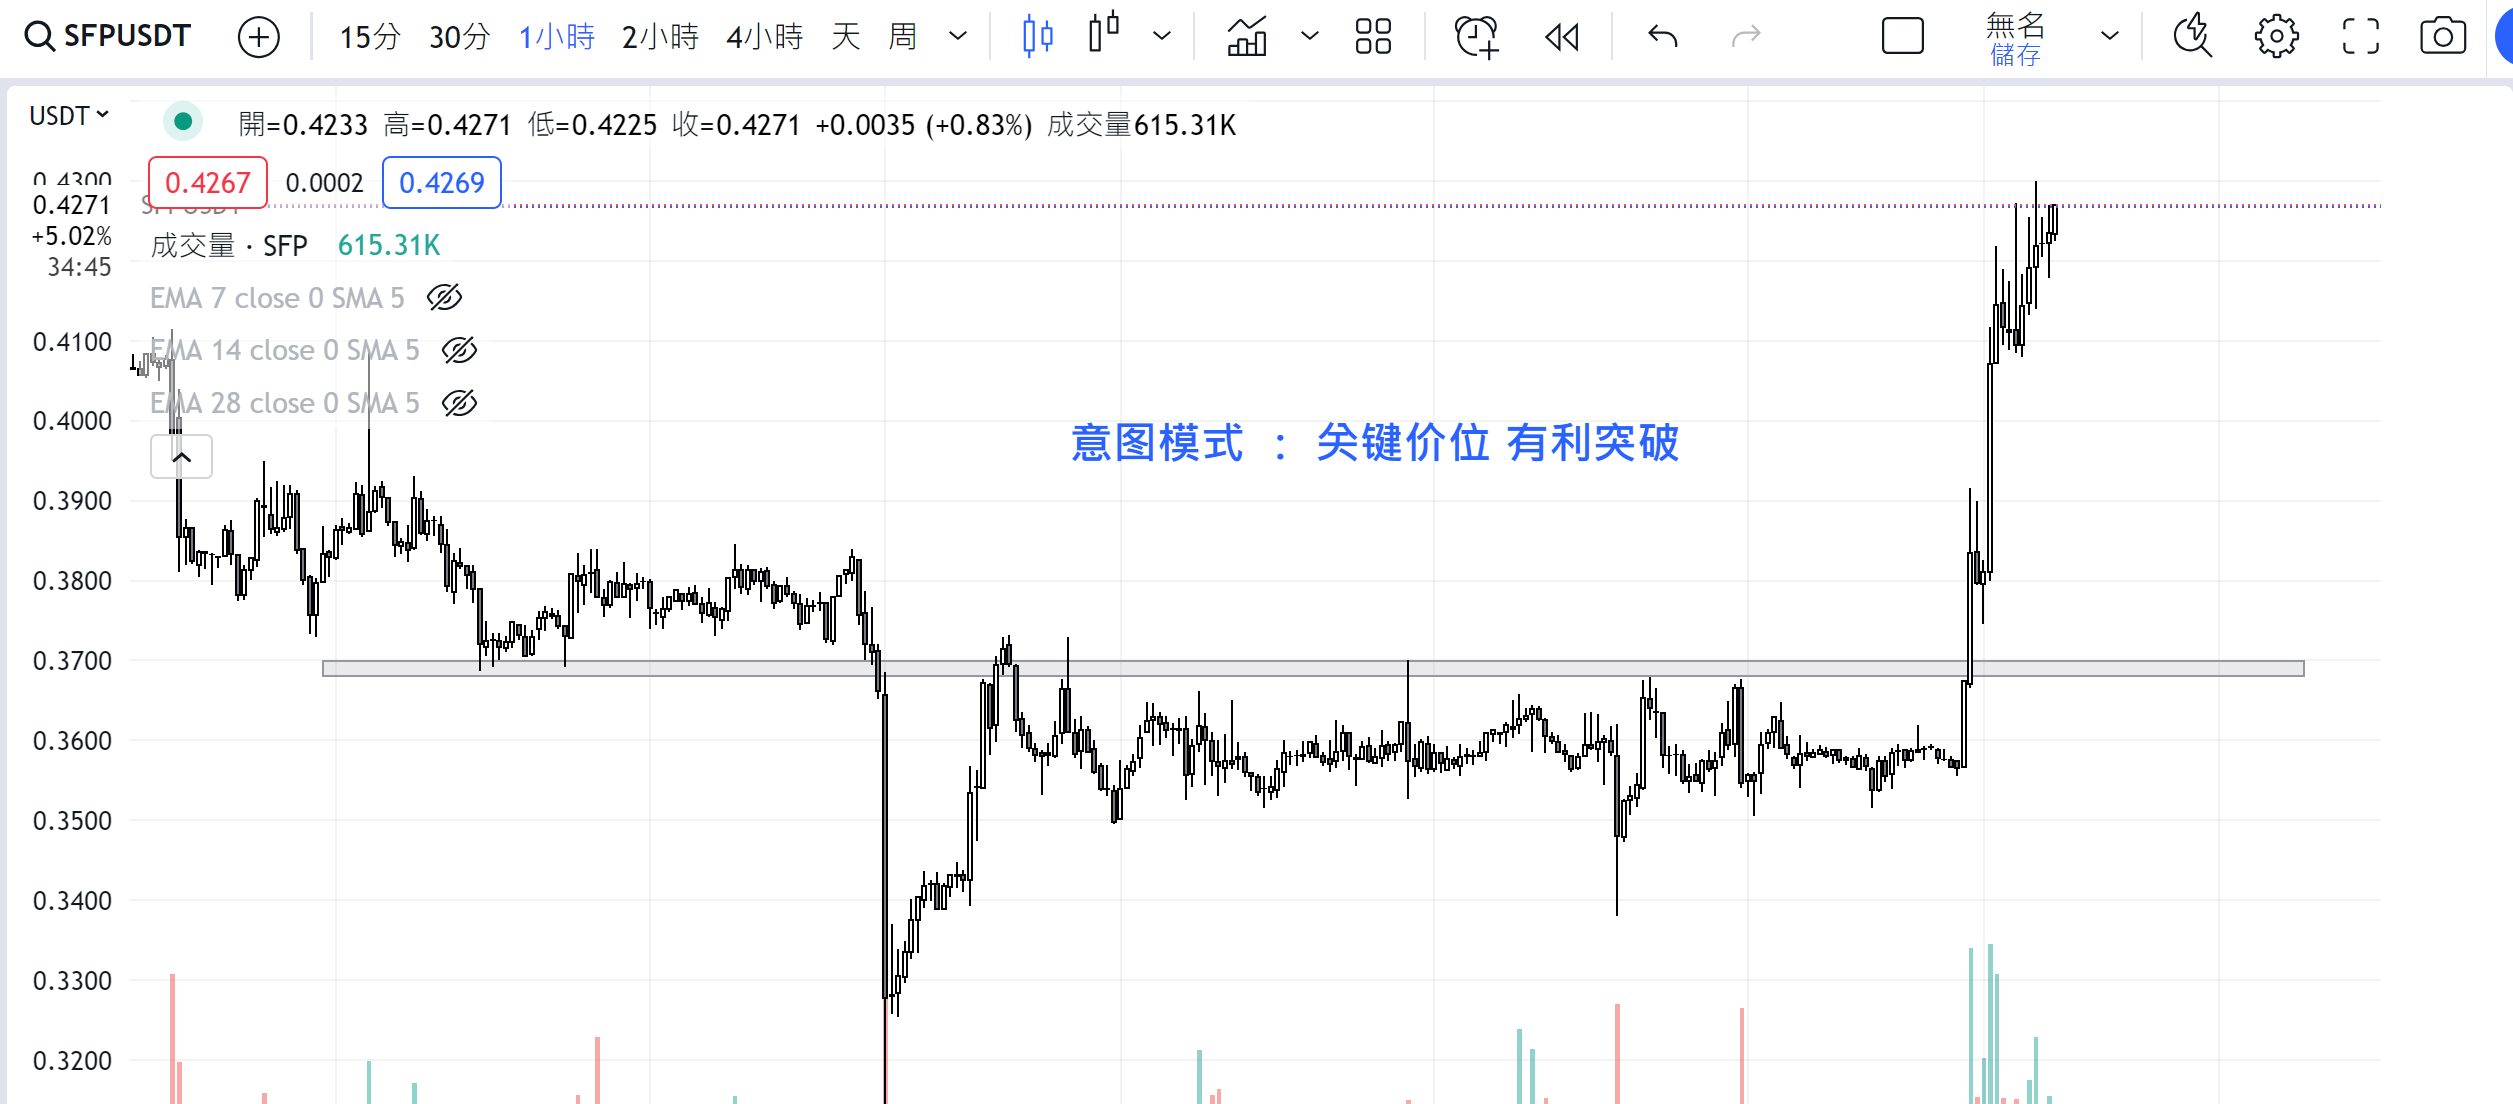 SFPUSDT 15分 30分 1小時 2小時 4小時 天 周 無名
儲存
USDT 開=0.4233 高=0.4271 低=0.4225 收=0.4271 +0.0035 (+0.83%) 成交量615.31K
0.4300 0.4267 0.0002 0.4269
0.4271 SFPUSDT
+5.02% 成交量 · SFP 615.31K
34:45
EMA 7 close 0 SMA 5
0.4100 EMA 14 close 0 SMA 5
0.4000 EMA 28 close 0 SMA 5
意图模式 : 关键价位 有利突破
0.3900
0.3800
0.3700
0.3600
0.3500
0.3400
0.3300
0.3200